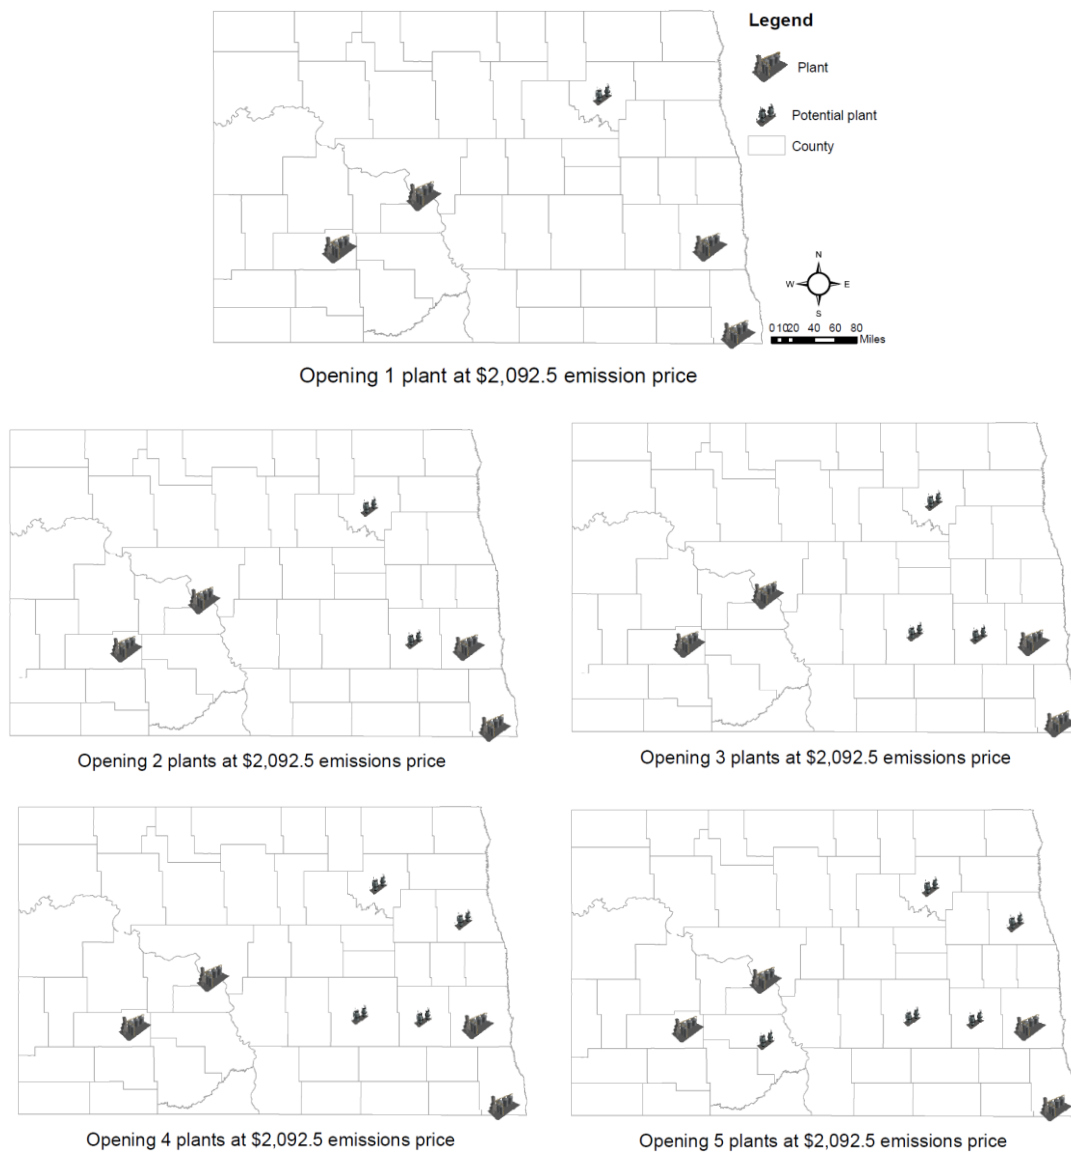 Legend
Plant
Potential plant
County
N
W E
S
0 10 20 40 60 80
Miles
Opening 1 plant at $2,092.5 emission price
Opening 2 plants at $2,092.5 emissions price
Opening 3 plants at $2,092.5 emissions price
Opening 4 plants at $2,092.5 emissions price
Opening 5 plants at $2,092.5 emissions price